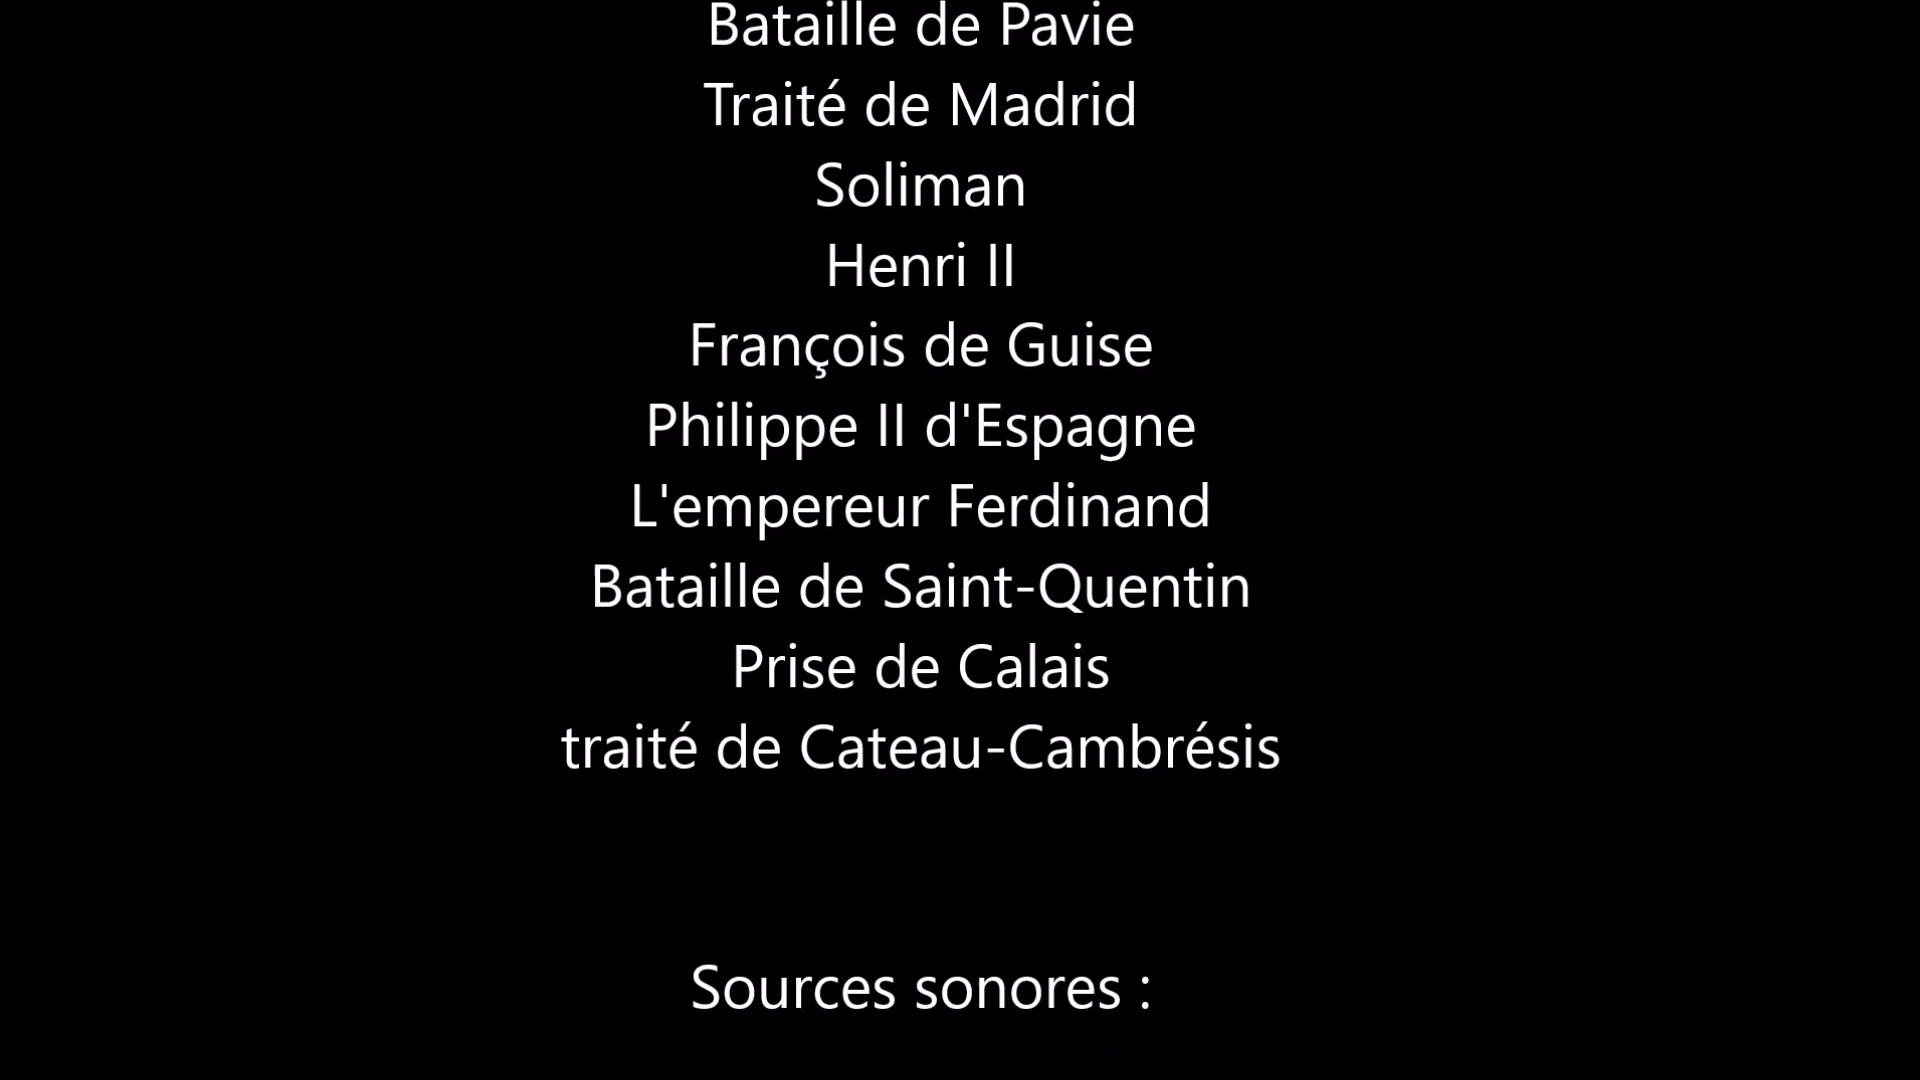 Bataille de Pavie
Traité de Madrid
Soliman
Henri II
François de Guise
Philippe II d'Espagne
L'empereur Ferdinand
Bataille de Saint-Quentin
Prise de Calais
traité de Cateau-Cambrésis
Sources sonores :